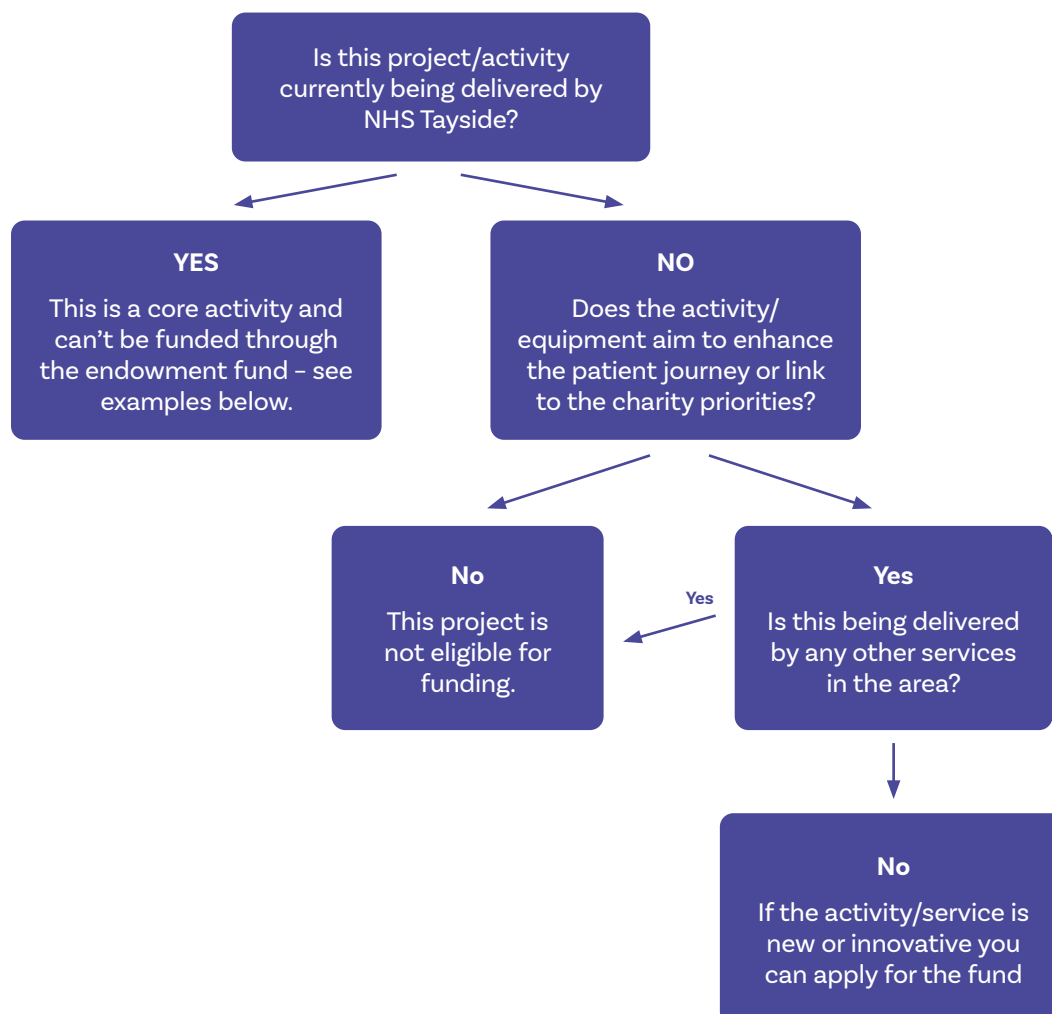 Is this project/activity
currently being delivered by
NHS Tayside?
YES
This is a core activity and
can’t be funded through
the endowment fund – see
examples below.
NO
Does the activity/
equipment aim to enhance
the patient journey or link
to the charity priorities?
No
This project is
not eligible for
funding.
Yes
Yes
Is this being delivered
by any other services
in the area?
No
If the activity/service is
new or innovative you
can apply for the fund